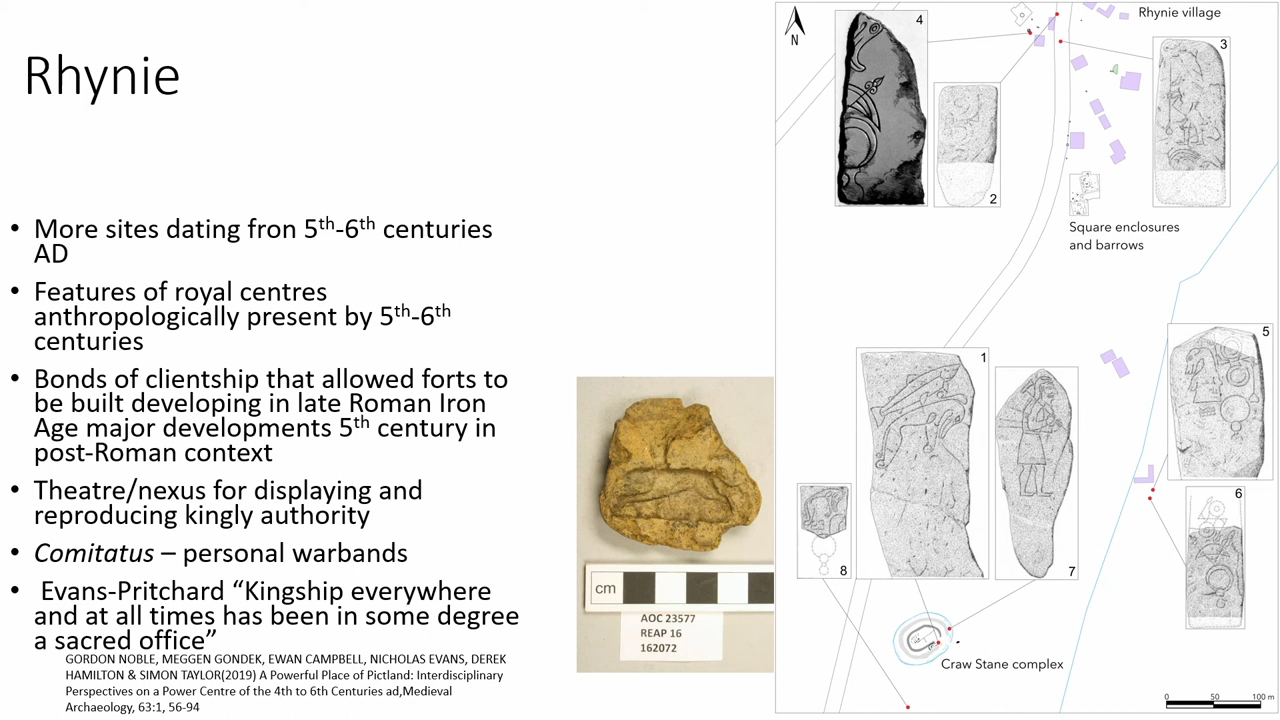 Rhynie
• More sites dating fron 5th-6th centuries
AD
• Features of royal centres
anthropologically present by 5th-6th
centuries
• Bonds of clientship that allowed forts to
be built developing in late Roman Iron
Age major developments 5th century in
post-Roman context
• Theatre/nexus for displaying and
reproducing kingly authority
• Comitatus – personal warbands
• Evans-Pritchard “Kingship everywhere
and at all times has been in some degree
a sacred office”
GORDON NOBLE, MEGGEN GONDEK, EWAN CAMPBELL, NICHOLAS EVANS, DEREK
HAMILTON & SIMON TAYLOR(2019) A Powerful Place of Pictland: Interdisciplinary
Perspectives on a Power Centre of the 4th to 6th Centuries ad,Medieval
Archaeology, 63:1, 56-94
cm
AOC 23577
REAP 16
162072
N
4
2
Rhynie village
3
Square enclosures
and barrows
1
7
8
5
6
Craw Stane complex
0 50 100 m